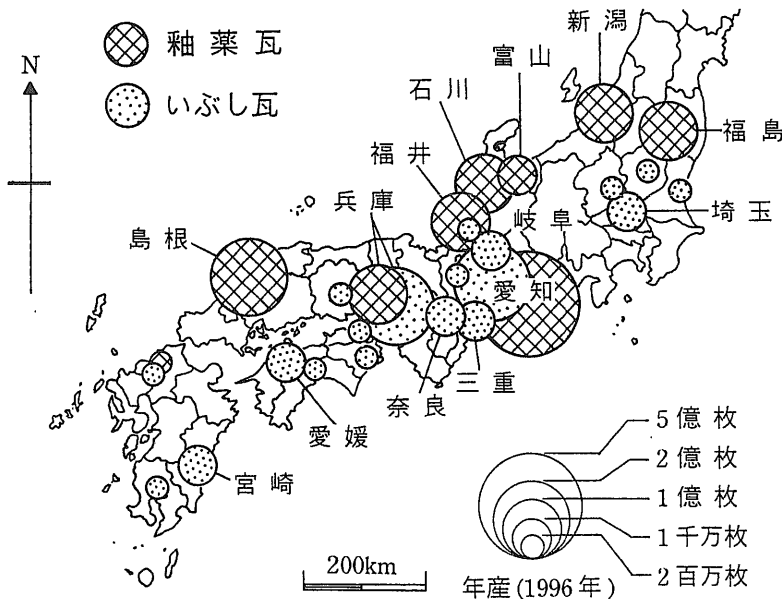 釉薬瓦
いぶし瓦
N
新潟
富山
石川
福島
福井
兵庫
岐阜
埼玉
島根
愛知
三重
奈良
愛媛
宮崎
5億枚
2億枚
1億枚
1千万枚
2百万枚
200km
年産(1996年)